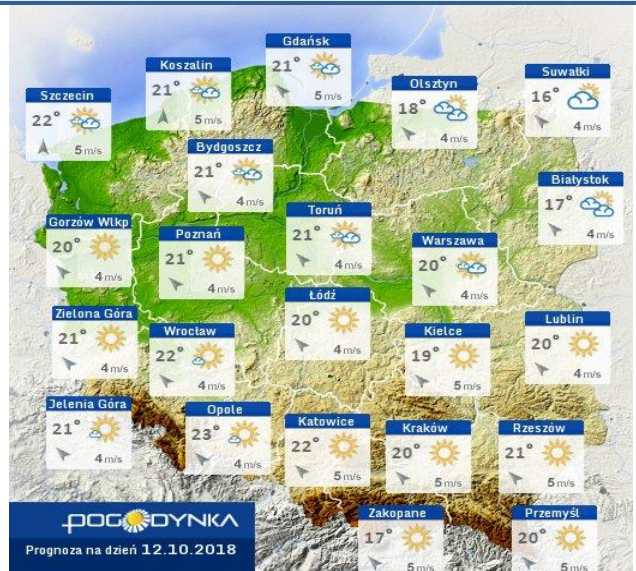 Gdańsk
21°
5 m/s
Koszalin
21°
5 m/s
Suwałki
16°
4 m/s
Olsztyn
18°
4 m/s
Szczecin
22°
5 m/s
Bydgoszcz
21°
4 m/s
Białystok
17°
4 m/s
Toruń
21°
4 m/s
Gorzów Wlkp
20°
4 m/s
Poznań
21°
4 m/s
Warszawa
20°
4 m/s
Łódź
20°
4 m/s
Zielona Góra
21°
4 m/s
Lublin
20°
4 m/s
Wrocław
22°
4 m/s
Kielce
19°
5 m/s
Jelenia Góra
21°
4 m/s
Opole
23°
4 m/s
Katowice
22°
5 m/s
Kraków
20°
5 m/s
Rzeszów
21°
5 m/s
Zakopane
17°
5 m/s
Przemyśl
20°
5 m/s
POGODYNKA
Prognoza na dzień 12.10.2018